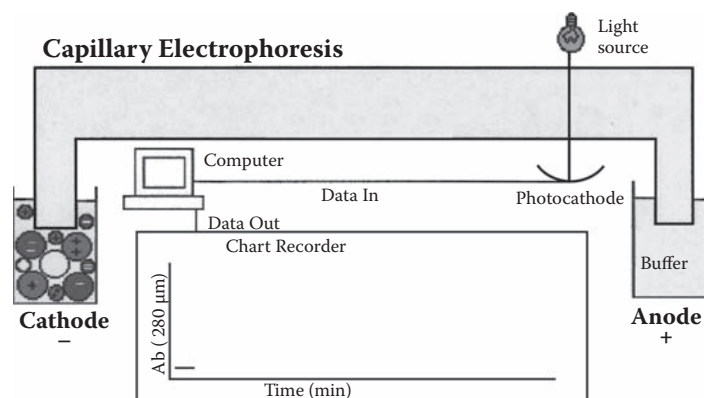 Capillary Electrophoresis
Light
source
Computer
Data In
Photocathode
Data Out
Chart Recorder
Buffer
Cathode
–
Anode
+
Ab ( 280 μm)
Time (min)